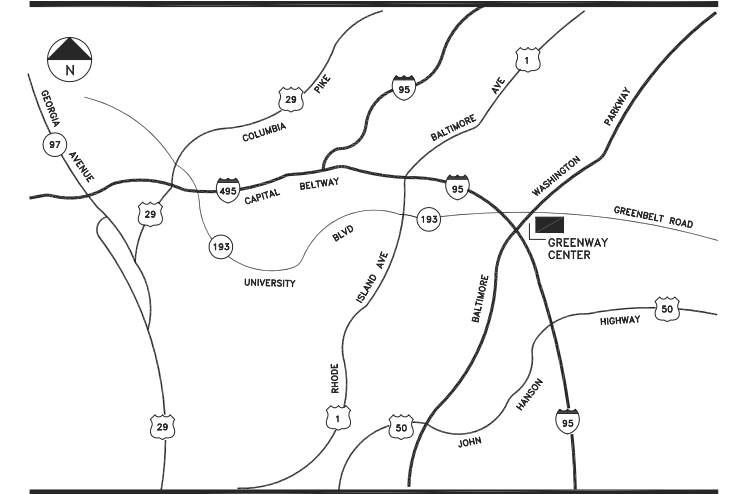 1
N
29
PIKE
95
AVE
PARKWAY
GEORGIA
BALTIMORE
COLUMBIA
97
AVENUE
WASHINGTON
495
CAPITAL
BELTWAY
95
29
193
GREENBELT ROAD
193
BLVD
GREENWAY
CENTER
UNIVERSITY
ISLAND AVE
BALTIMORE
50
HIGHWAY
RHODE
HANSON
29
1
50
JOHN
95